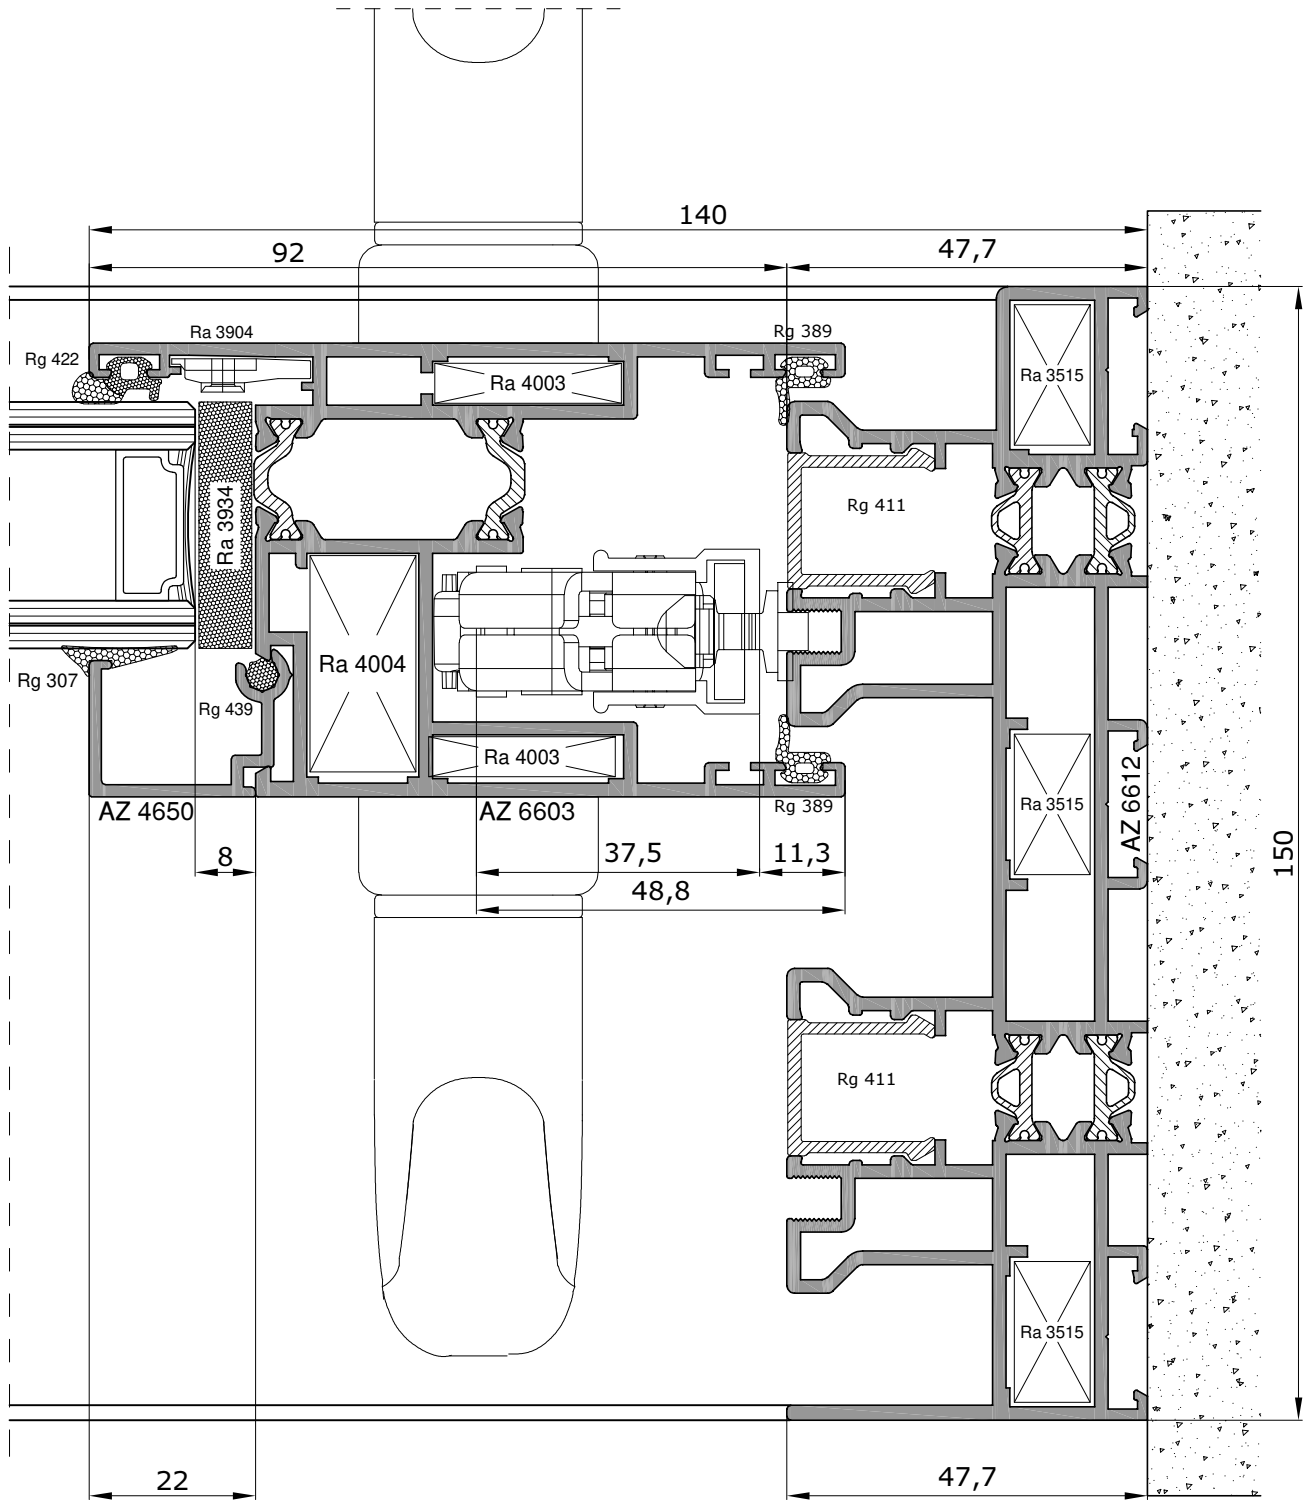 140
92
47,7
Ra 3904
Rg 389
Rg 422
Ra 4003
Ra 3515
Rg 411
Ra 3934
Ra 4004
Rg 307
Rg 439
Ra 4003
Ra 3515
AZ 6612
AZ 4650
AZ 6603
Rg 389
8
37,5
11,3
150
48,8
Rg 411
Ra 3515
22
47,7